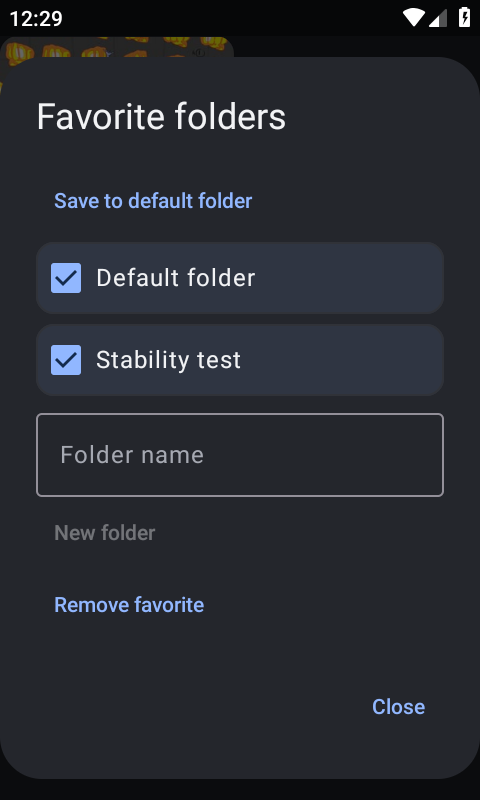 12:29
Favorite folders
Save to default folder
Default folder
Stability test
Folder name
New folder
Remove favorite
Close